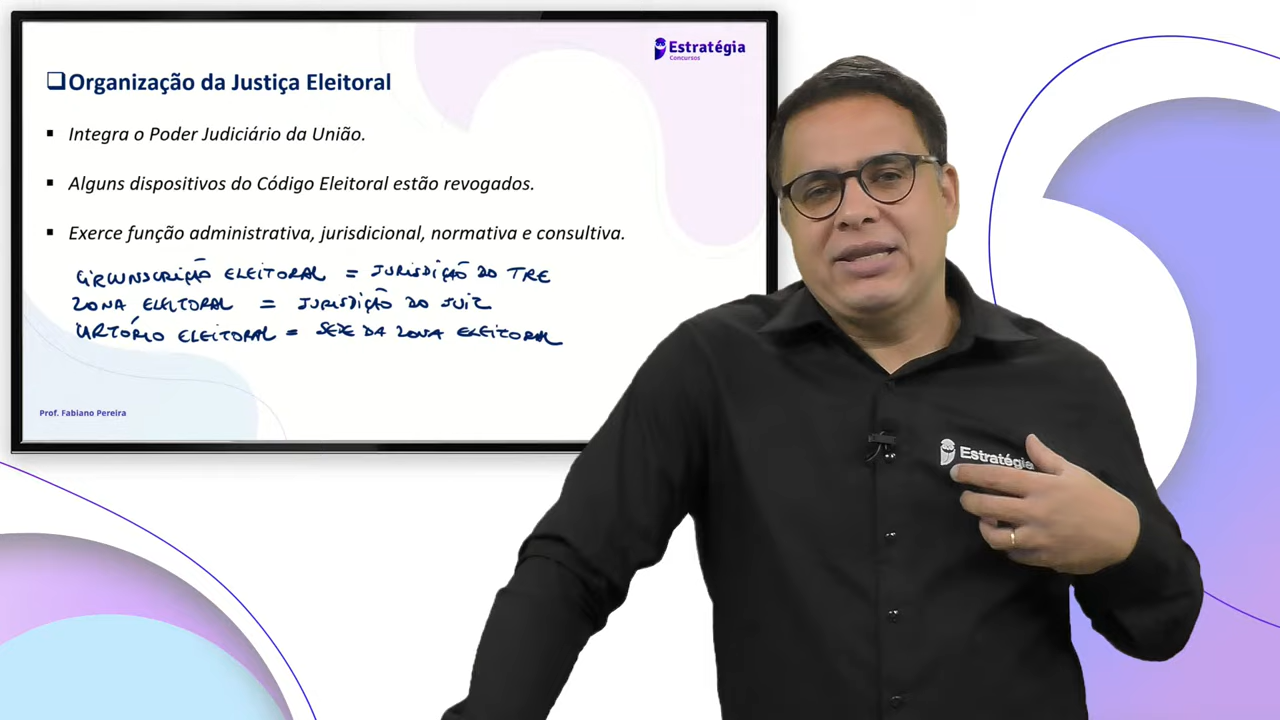 Estratégia
Concursos
Organização da Justiça Eleitoral
Integra o Poder Judiciário da União.
Alguns dispositivos do Código Eleitoral estão revogados.
Exerce função administrativa, jurisdicional, normativa e consultiva.
CIRCUNSCRIÇÃO ELEITORAL = JURISDIÇÃO DO TRE
ZONA ELEITORAL = JURISDIÇÃO DO JUIZ
CARTÓRIO ELEITORAL = SEDE DA ZONA ELEITORAL
Prof. Fabiano Pereira
Estratégia